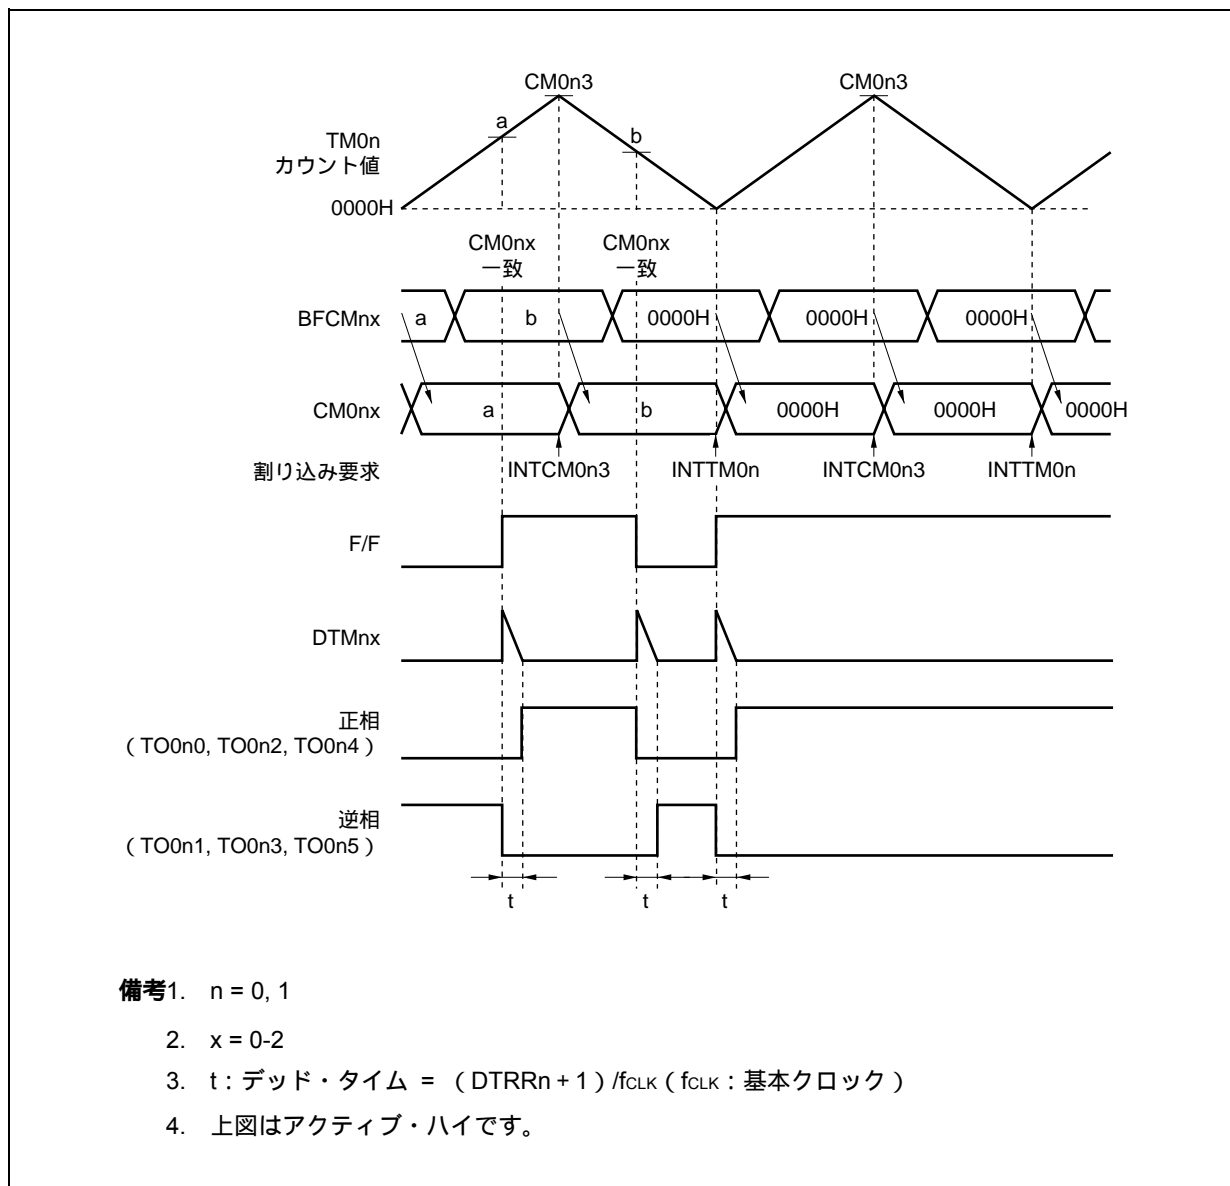 CM0n3 CM0n3
a b
TM0n
カウント値
0000H
CM0nx CM0nx
一致 一致
BFCMnx a b 0000H 0000H 0000H
CM0nx a b 0000H 0000H 0000H
割り込み要求 INTCM0n3 INTTM0n INTCM0n3 INTTM0n
F/F
DTMnx
正相
（TO0n0, TO0n2, TO0n4）
逆相
（TO0n1, TO0n3, TO0n5）
t t t
備考1. n = 0, 1
2. x = 0-2
3. t：デッド・タイム = （DTRRn + 1）/fCLK（fCLK：基本クロック）
4. 上図はアクティブ・ハイです。